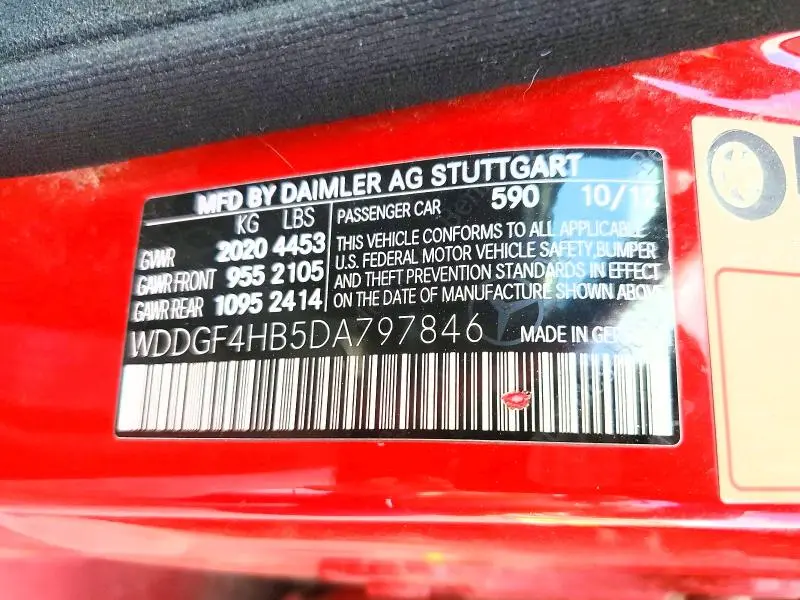 MFD BY DAIMLER AG STUTTGART
KG LBS
GVWR 2020 4453
GAWR FRONT 955 2105
GAWR REAR 1095 2414
PASSENGER CAR 590 10/12
THIS VEHICLE CONFORMS TO ALL APPLICABLE
U.S. FEDERAL MOTOR VEHICLE SAFETY, BUMPER
AND THEFT PREVENTION STANDARDS IN EFFECT
ON THE DATE OF MANUFACTURE SHOWN ABOVE
WDDGF4HB5DA797846
MADE IN